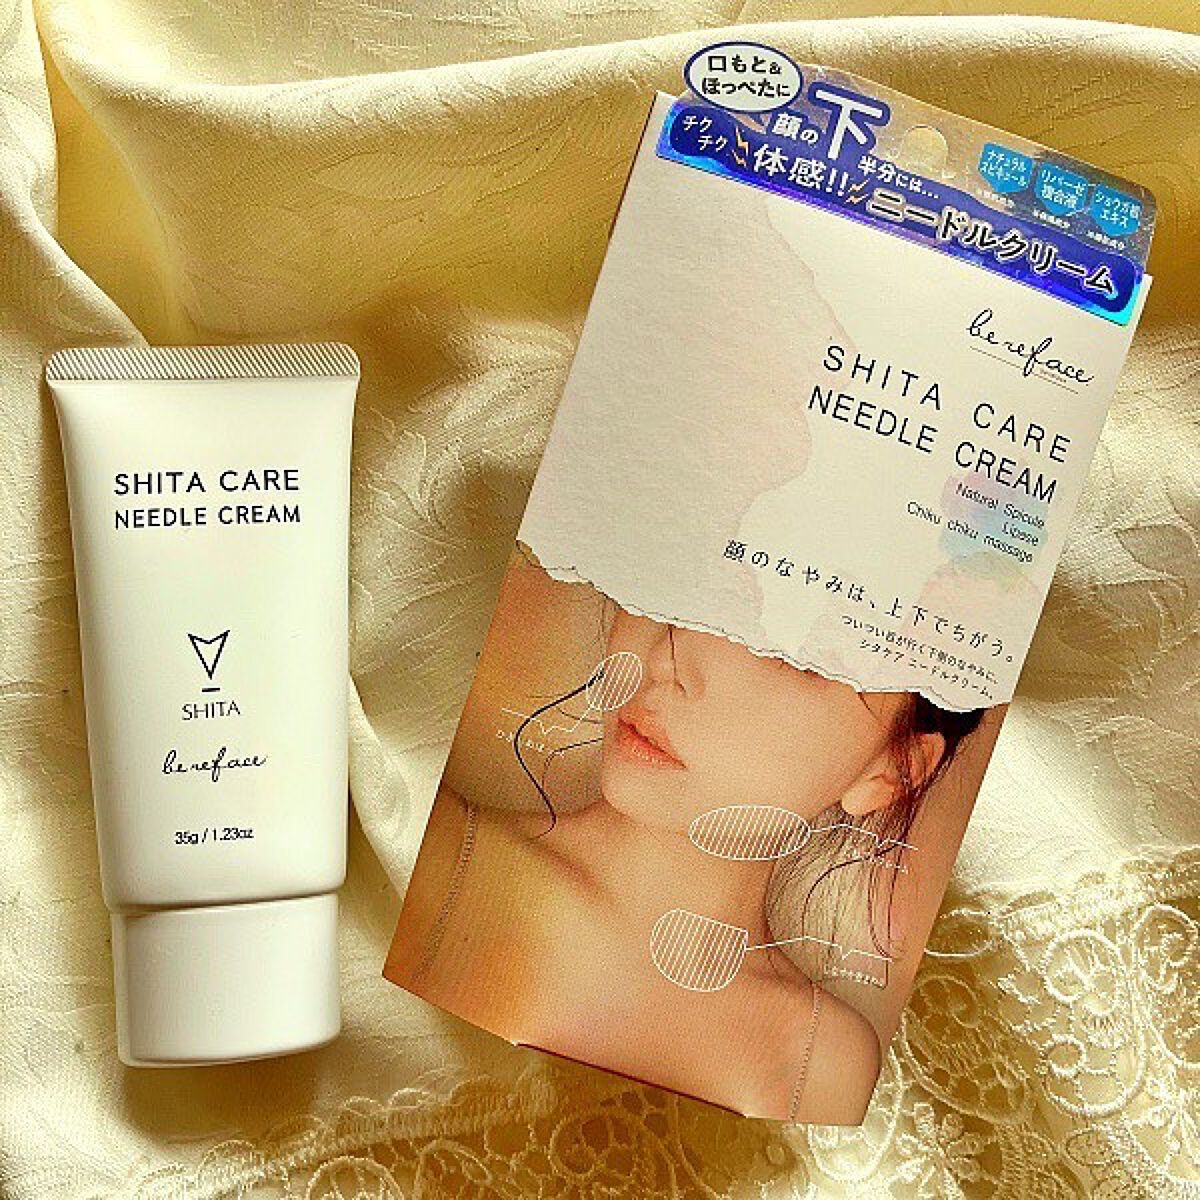 SHITA CARE
NEEDLE CREAM
SHITA
be reface
35g / 1.23oz
口もと&
ほっぺたに
チク
チク
顔の下半分には...
体感!!ニードルクリーム
ナチュラル
スピキュール
リパーゼ
複合液
ショウガ根
エキス
be reface
SHITA CARE
NEEDLE CREAM
Natural Spicule
Lipase
Chiku chiku massage
顔のなやみは、上下でちがう。
ついつい目が行く下側のなやみに、
シタケア ニードルクリーム。